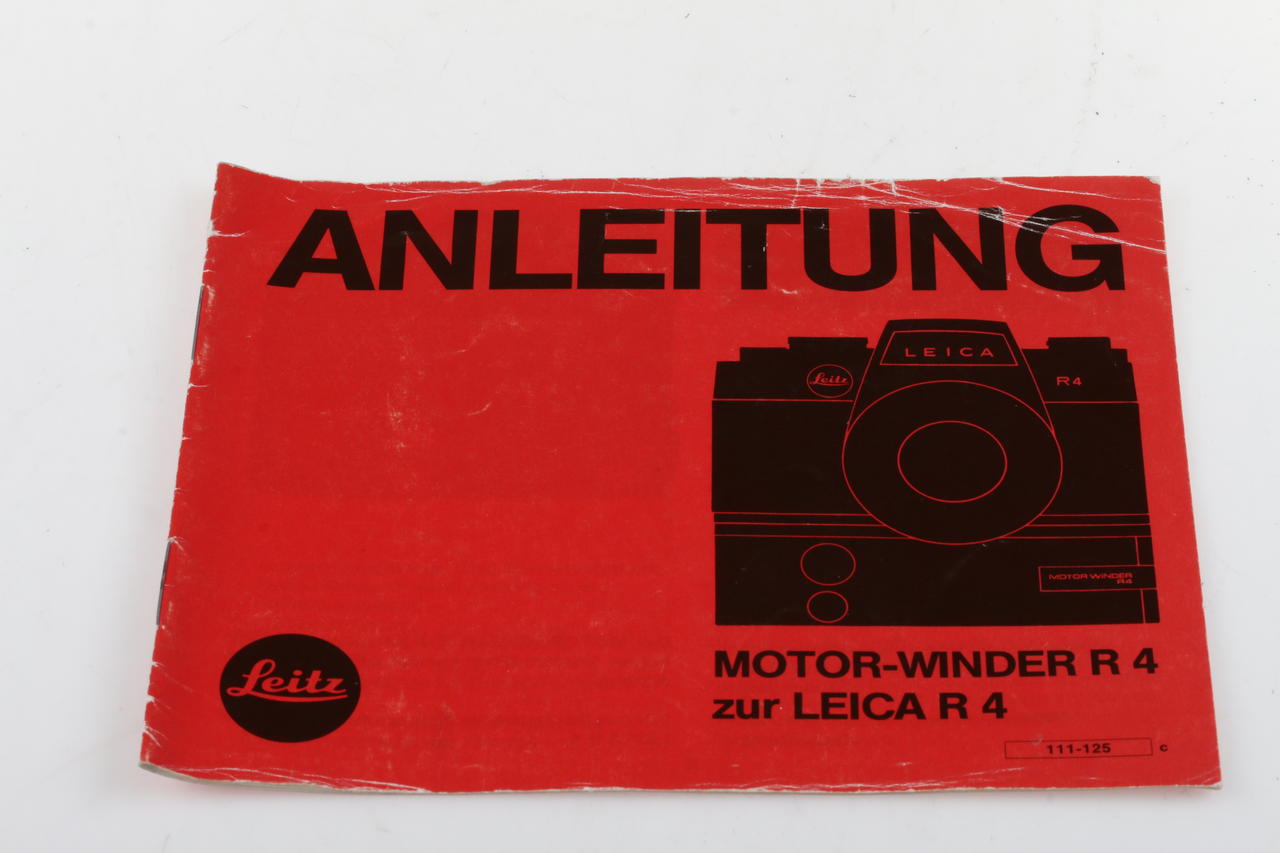 ANLEITUNG
LEICA
Leitz
R4
MOTOR WINDER
R4
Leitz
MOTOR-WINDER R 4
zur LEICA R 4
111-125 c